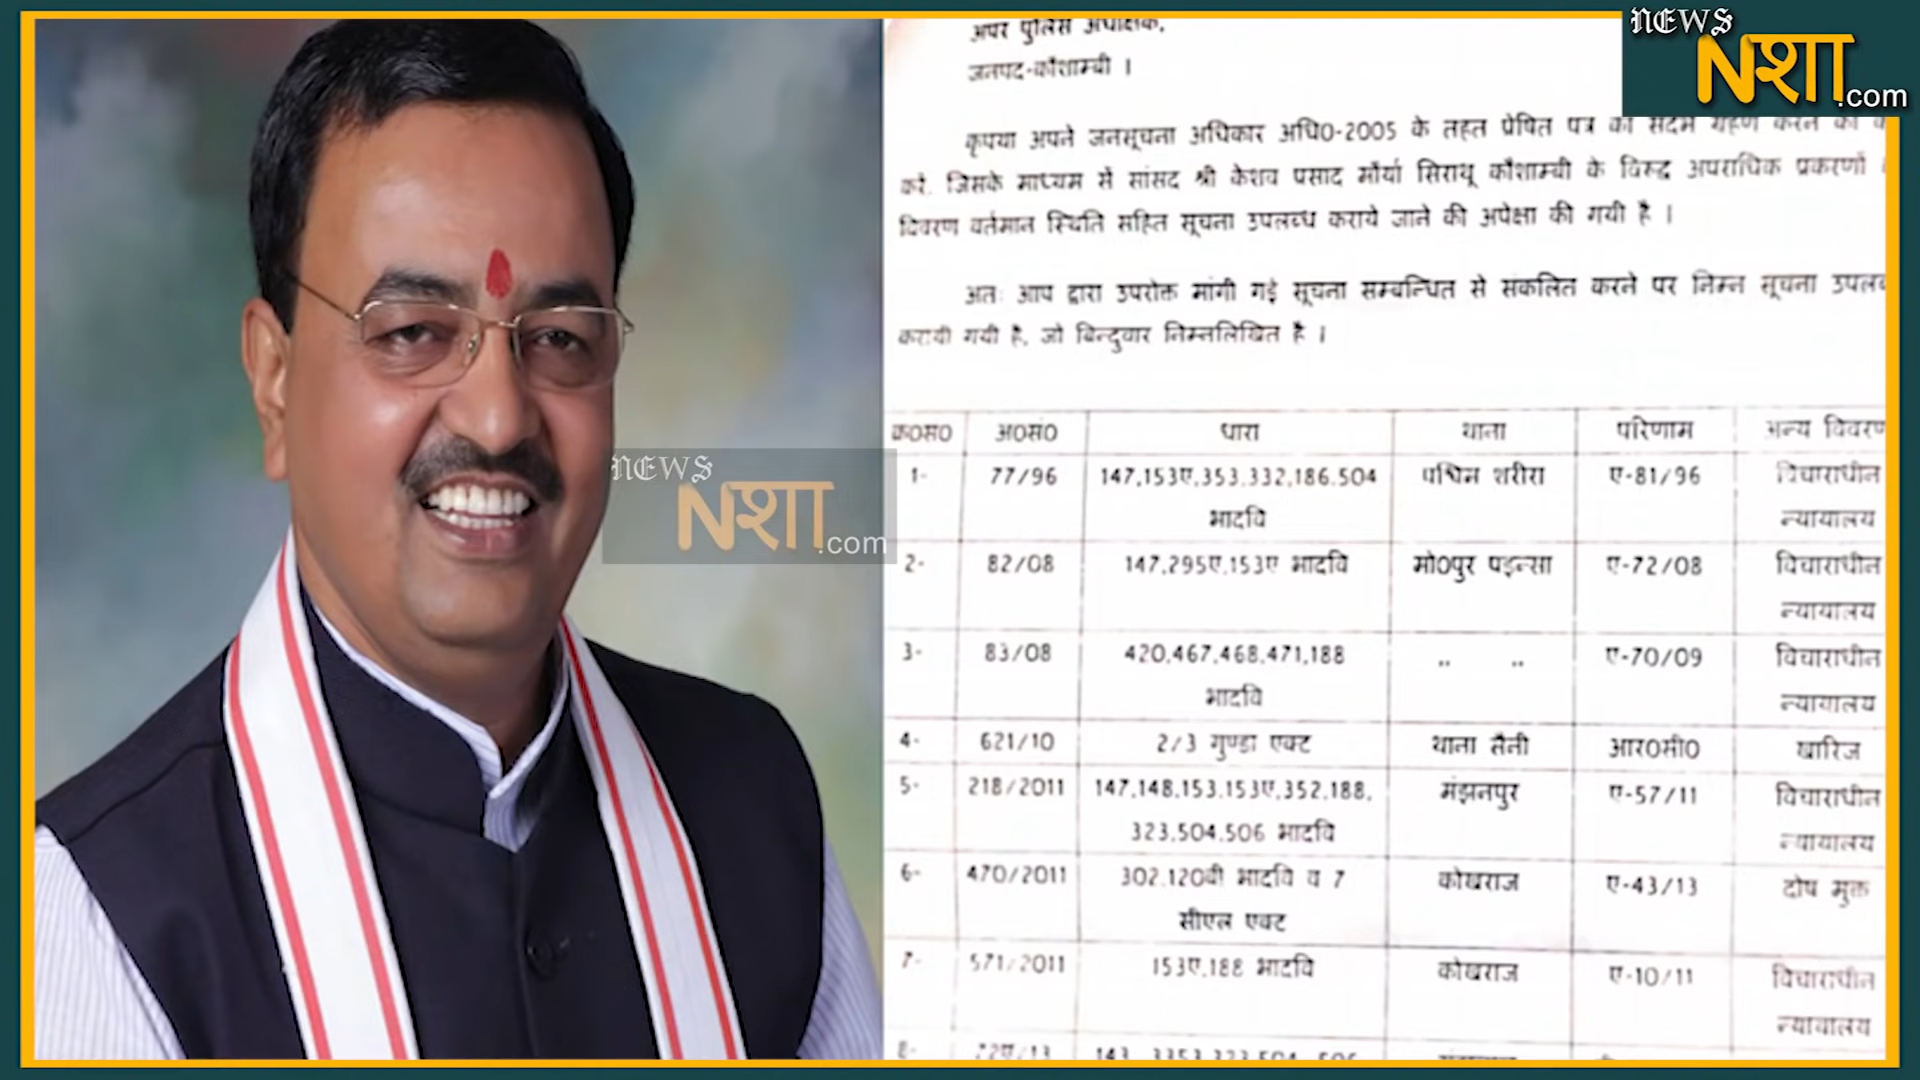 NEWS
Nशा.com
अपर पुलिस अधीक्षक,
जनपद-कौशाम्बी ।
कृपया अपने जनसूचना अधिकार अधि0-2005 के तहत प्रेषित पत्र का संदर्भ ग्रहण करने का
करें, जिसके माध्यम से सांसद श्री केशव प्रसाद मौर्या सिराथू कौशाम्बी के विरुद्ध अपराधिक प्रकरणों
विवरण वर्तमान स्थिति सहित सूचना उपलब्ध कराये जाने की अपेक्षा की गयी है ।
अतः आप द्वारा उपरोक्त मांगी गई सूचना सम्बन्धित से संकलित करने पर निम्न सूचना उपलब
करायी गयी है, जो बिन्दुवार निम्नलिखित है ।
क0स0 अ0सं0 धारा थाना परिणाम अन्य विवरण
1- 77/96 147,153ए,353,332,186,504 पश्चिम शरीरा ए-81/96 विचाराधीन
भादवि न्यायालय
2- 82/08 147,295ए,153ए भादवि मो0पुर पइन्सा ए-72/08 विचाराधीन
न्यायालय
3- 83/08 420,467,468,471,188 ,, ,, ए-70/09 विचाराधीन
भादवि न्यायालय
4- 621/10 2/3 गुण्डा एक्ट थाना सैनी आर0सी0 खारिज
5- 218/2011 147,148,153,153ए,352,188, मंझनपुर ए-57/11 विचाराधीन
323,504,506 भादवि न्यायालय
6- 470/2011 302,120बी भादवि व 7 कोखराज ए-43/13 दोष मुक्त
सीएल एक्ट
7- 571/2011 153ए,188 भादवि कोखराज ए-10/11 विचाराधीन
न्यायालय
NEWS
Nशा.com